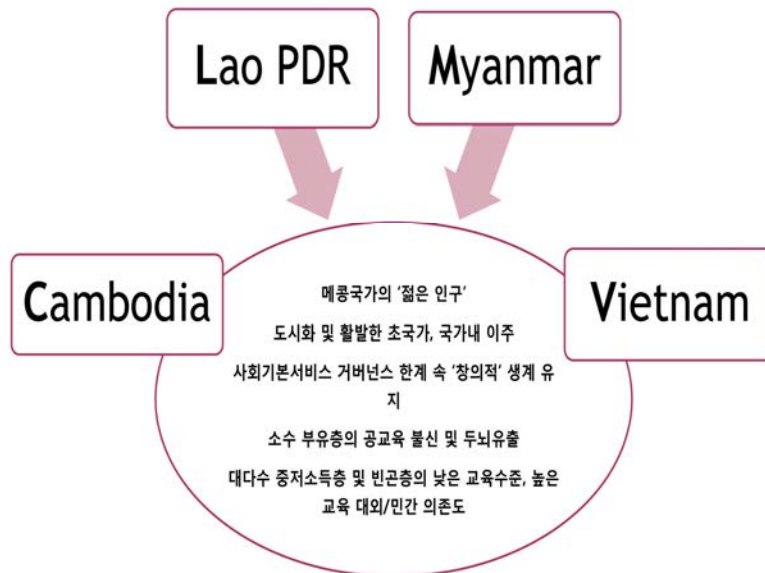 Lao PDR
Myanmar
Cambodia
Vietnam
메콩국가의 '젊은 인구'
도시화 및 활발한 초국가, 국가내 이주
사회기본서비스 거버넌스 한계 속 '창의적' 생계 유
지
소수 부유층의 공교육 불신 및 두뇌유출
대다수 중저소득층 및 빈곤층의 낮은 교육수준, 높은
교육 대외/민간 의존도